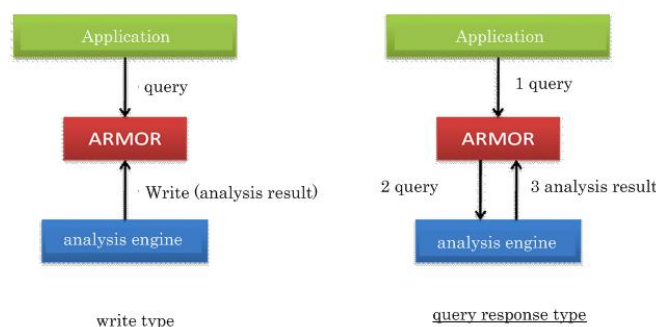 Application
query
ARMOR
Write (analysis result)
analysis engine
write type
Application
1 query
ARMOR
2 query
3 analysis result
analysis engine
query response type